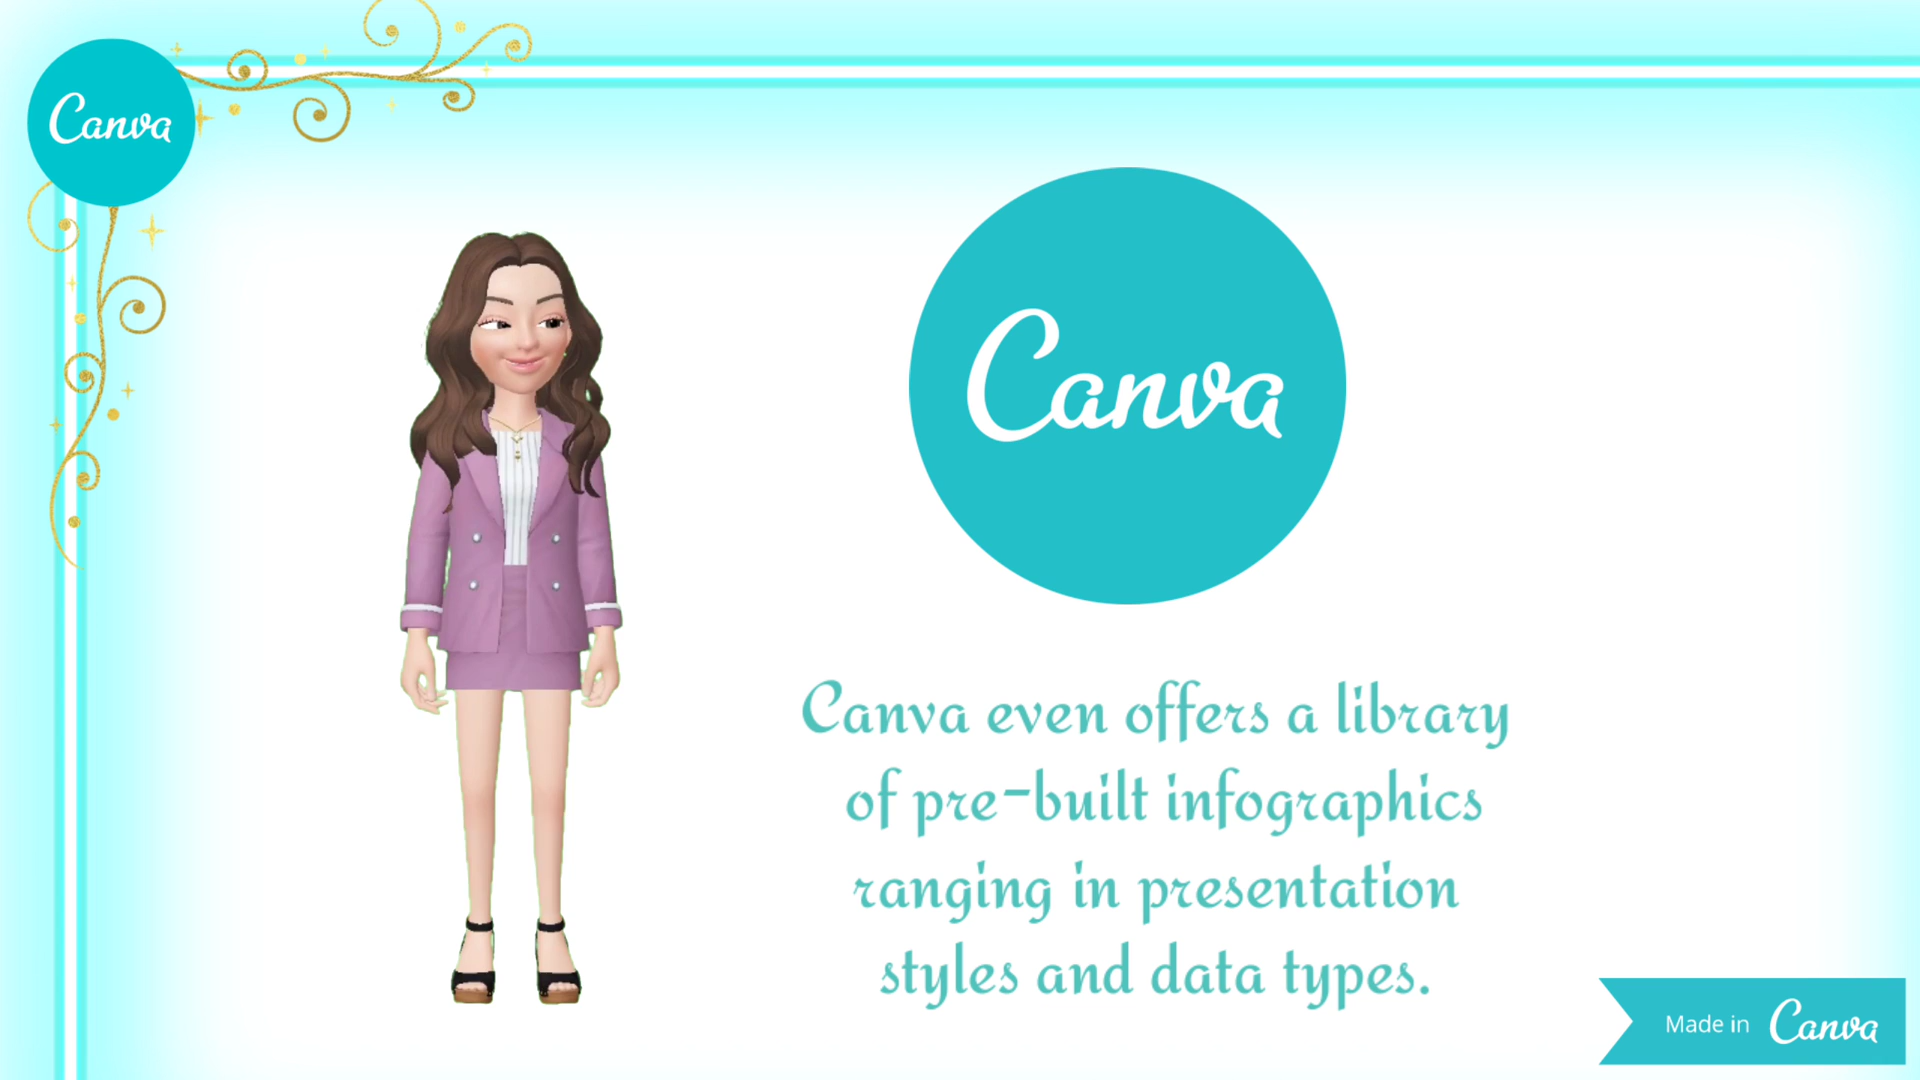 Canva
Canva
Canva even offers a library
of pre-built infographics
ranging in presentation
styles and data types.
Made in Canva